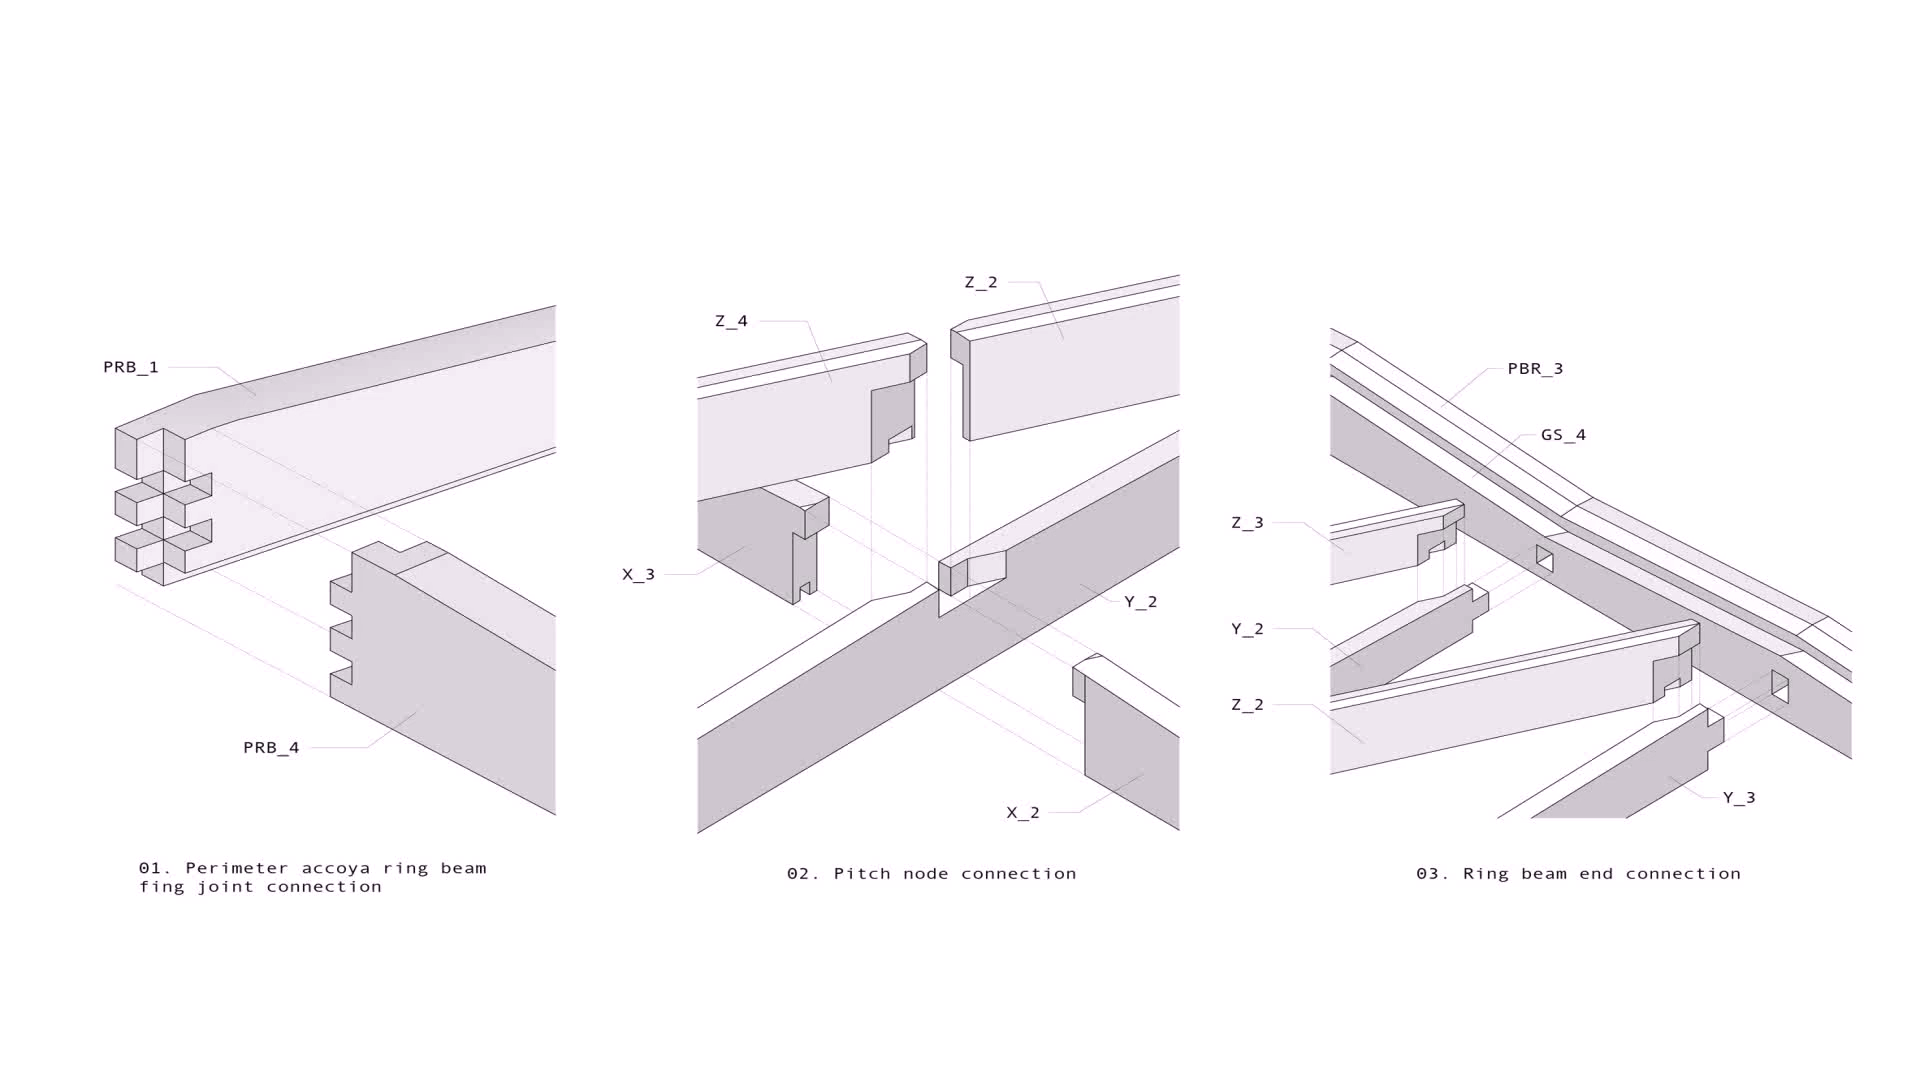 PRB_1
PRB_4
01. Perimeter accoya ring beam
fing joint connection
Z_2
Z_4
X_3
Y_2
X_2
02. Pitch node connection
PBR_3
GS_4
Z_3
Y_2
Z_2
Y_3
03. Ring beam end connection